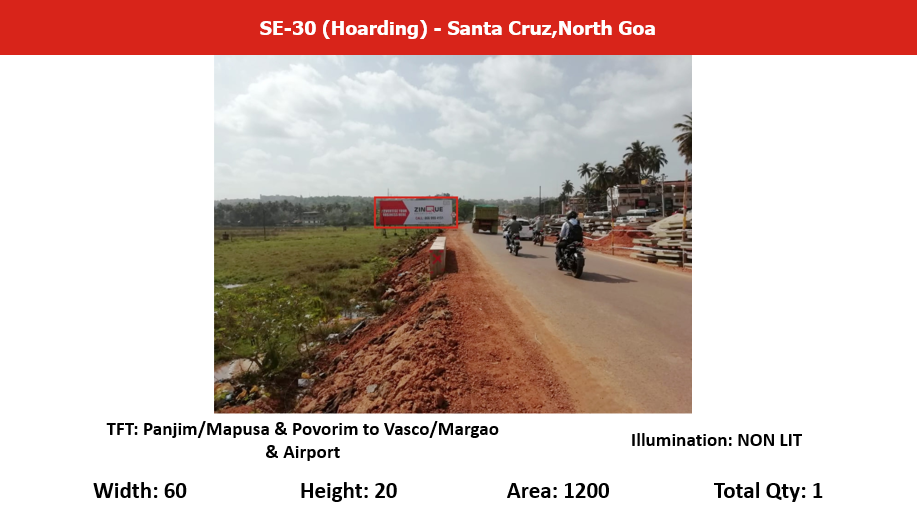 SE-30 (Hoarding) - Santa Cruz,North Goa
ZINQUE
TFT: Panjim/Mapusa & Povorim to Vasco/Margao
& Airport
Illumination: NON LIT
Width: 60
Height: 20
Area: 1200
Total Qty: 1